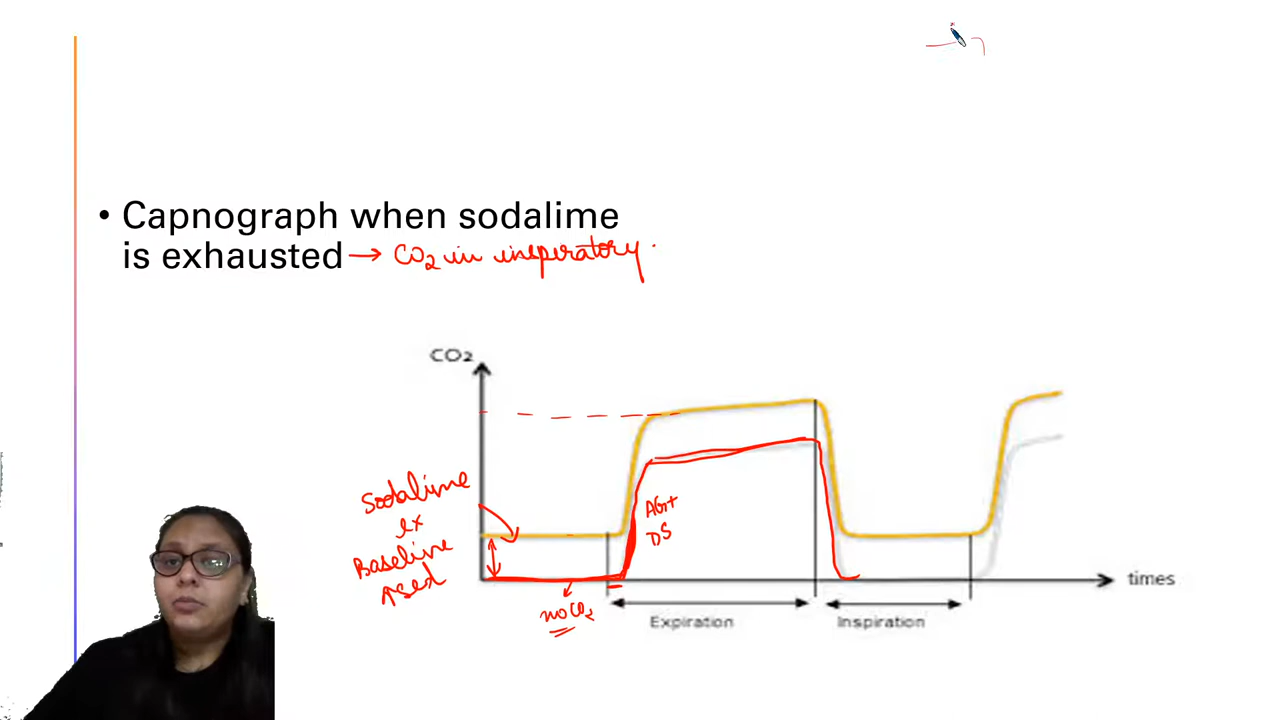 • Capnograph when sodalime
is exhausted → CO2 in inspiratory.
CO2
Sodalime
ex
Baseline
↑sed
AGT
DS
no CO2
times
Expiration
Inspiration